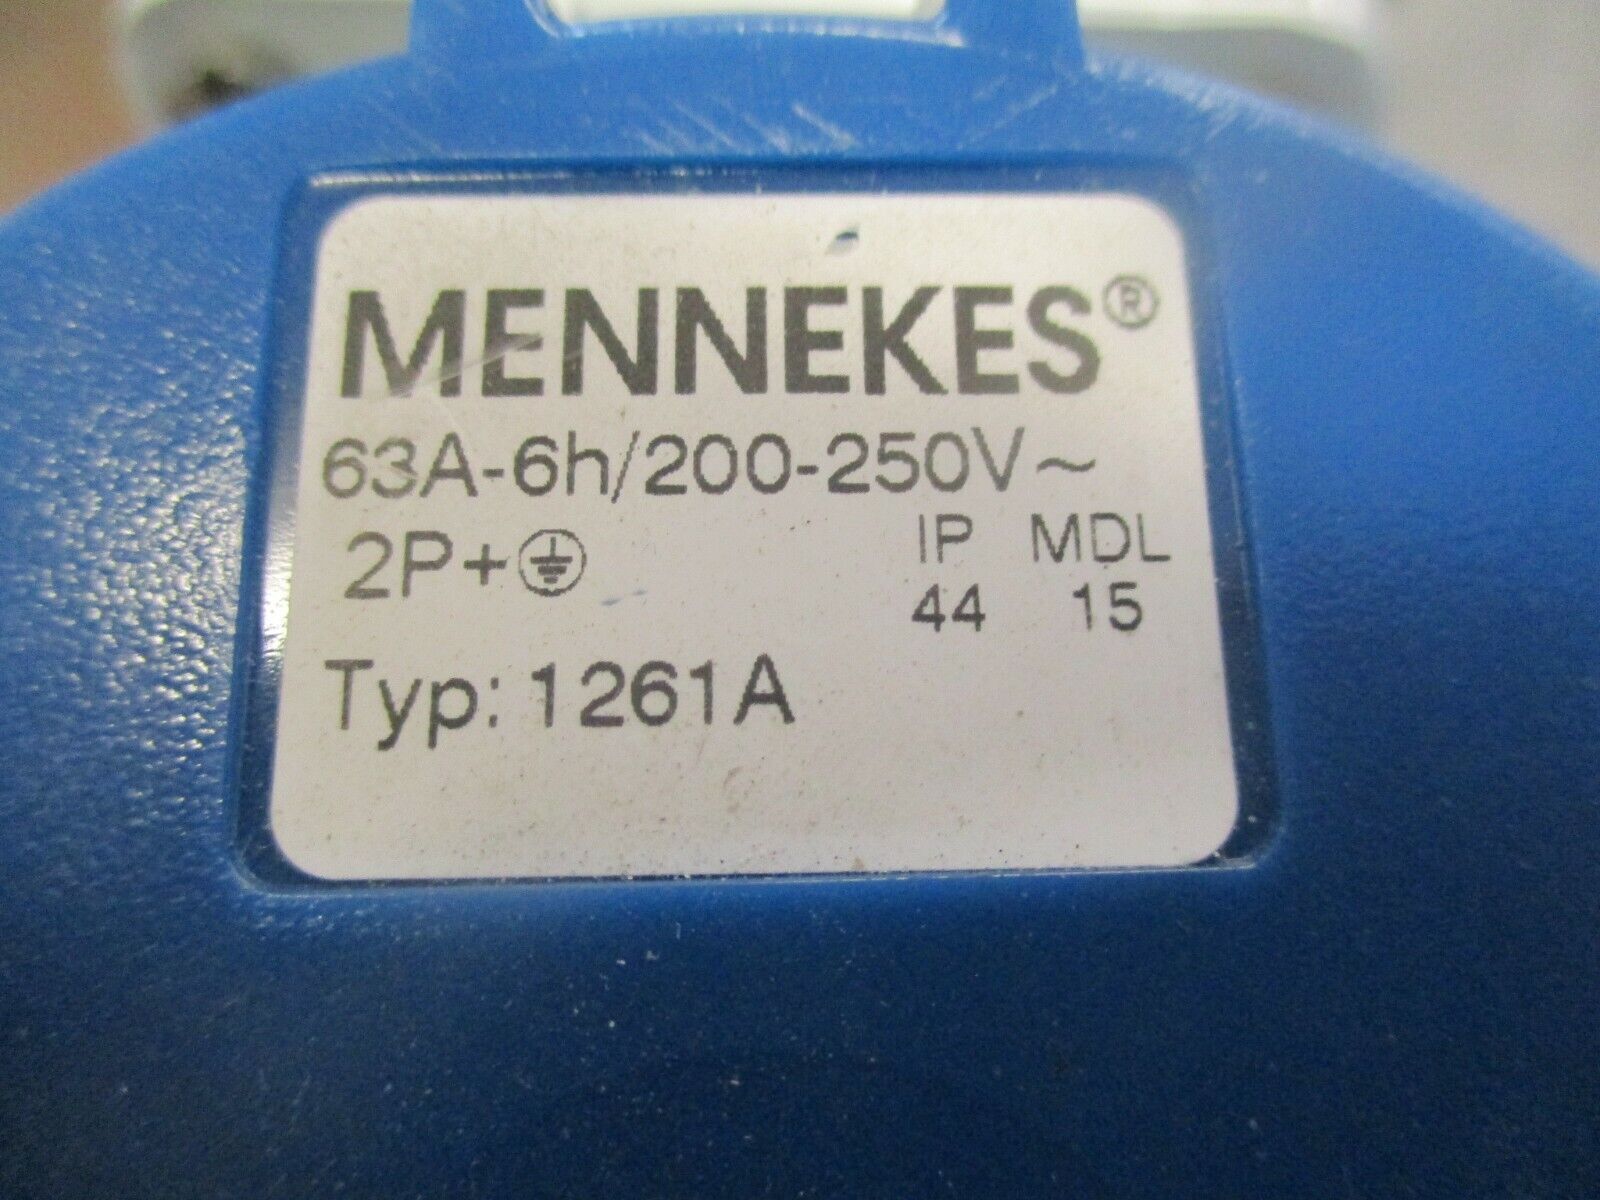 MENNEKES®
63A-6h/200-250V~
2P+⏚ IP MDL
44 15
Typ: 1261A